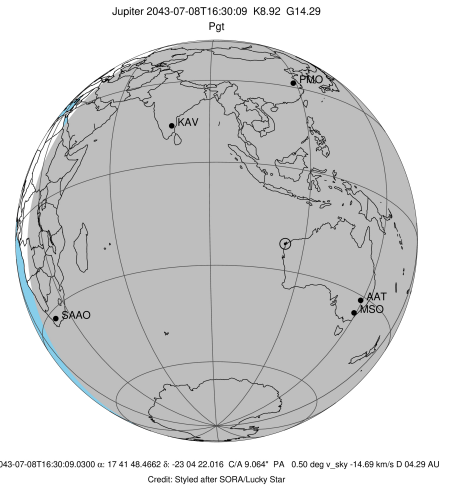 Jupiter 2043-07-08T16:30:09 K8.92 G14.29
Pgt
PMO
KAV
AAT
MSO
SAAO
043-07-08T16:30:09.0300 α: 17 41 48.4662 δ: -23 04 22.016 C/A 9.064" PA 0.50 deg v_sky -14.69 km/s D 04.29 AU
Credit: Styled after SORA/Lucky Star